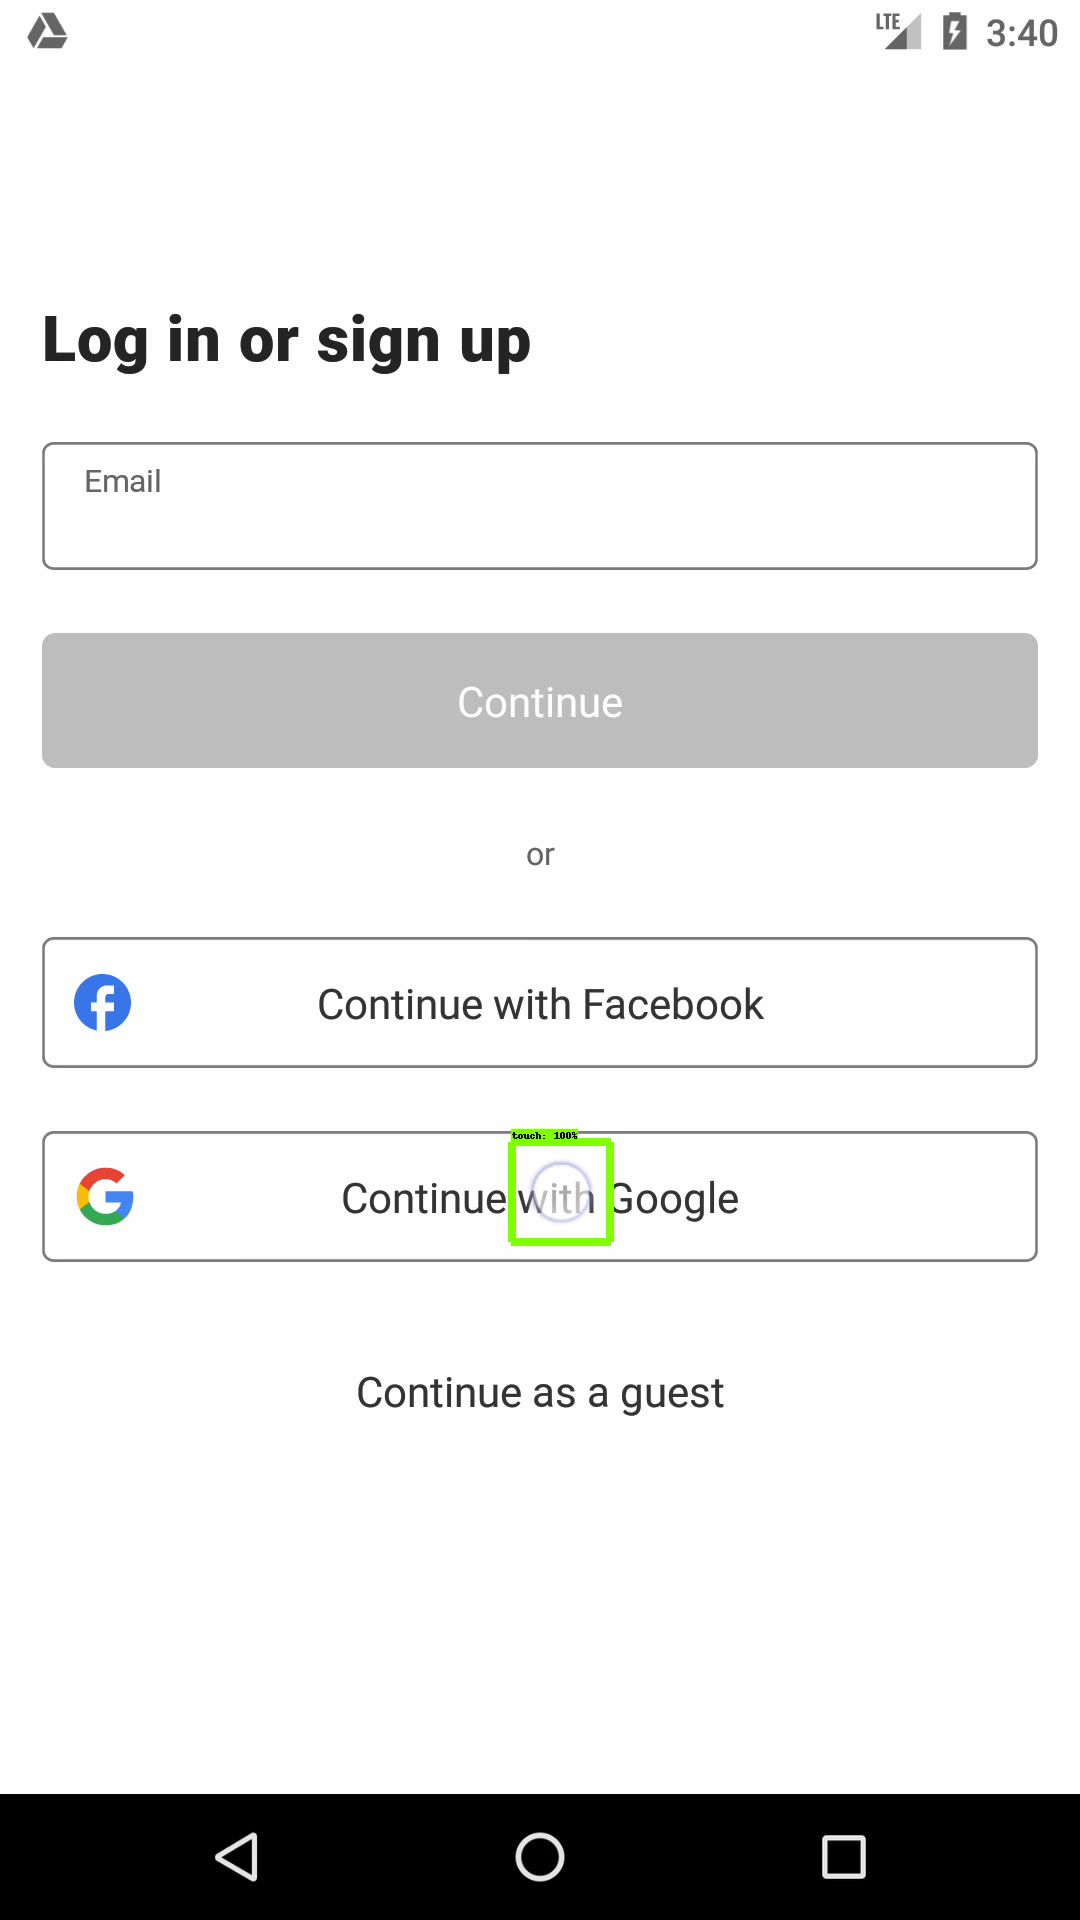 LTE 3:40
Log in or sign up
Email
Continue
or
Continue with Facebook
touch: 100%
Continue with Google
Continue as a guest